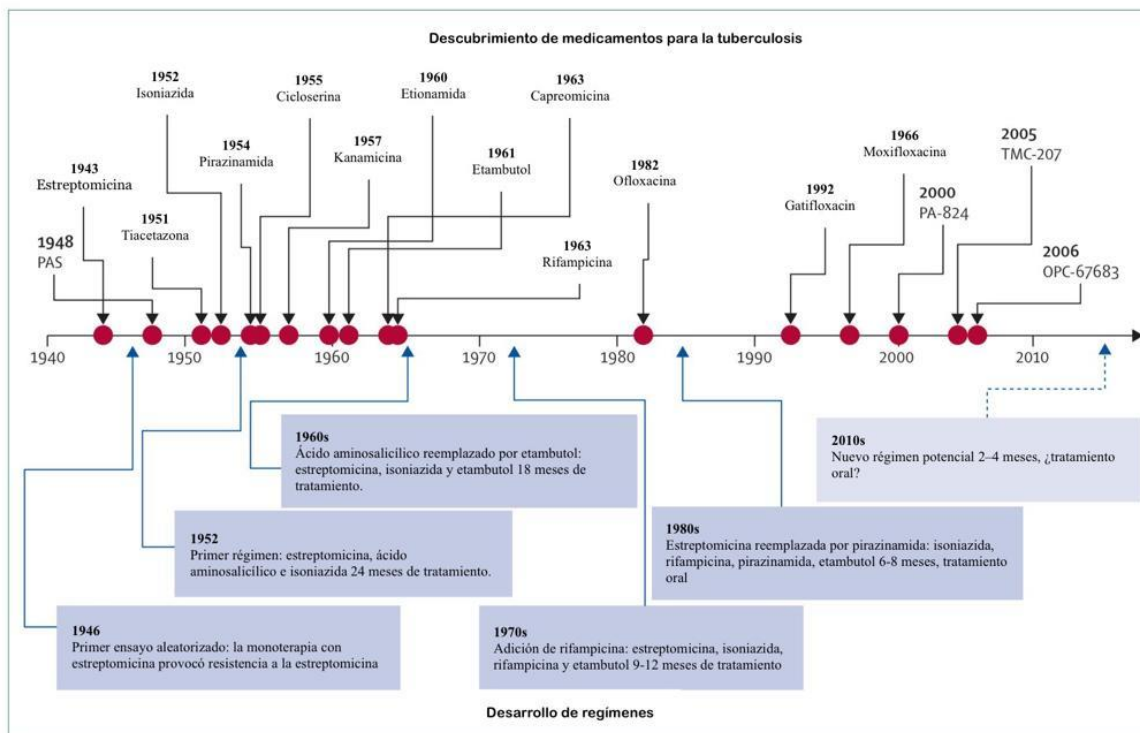 Descubrimiento de medicamentos para la tuberculosis
1952
Isoniazida
1955
Cicloserina
1960
Etionamida
1963
Capreomicina
1954
Pirazinamida
1957
Kanamicina
1961
Etambutol
1943
Estreptomicina
1951
Tiacetazona
1948
PAS
1963
Rifampicina
1982
Ofloxacina
1992
Gatifloxacin
1966
Moxifloxacina
2000
PA-824
2005
TMC-207
2006
OPC-67683
1940
1950
1960
1970
1980
1990
2000
2010
1960s
Ácido aminosalicílico reemplazado por etambutol:
estreptomicina, isoniazida y etambutol 18 meses de
tratamiento.
2010s
Nuevo régimen potencial 2–4 meses, ¿tratamiento
oral?
1952
Primer régimen: estreptomicina, ácido
aminosalicílico e isoniazida 24 meses de tratamiento.
1980s
Estreptomicina reemplazada por pirazinamida: isoniazida,
rifampicina, pirazinamida, etambutol 6-8 meses, tratamiento
oral
1946
Primer ensayo aleatorizado: la monoterapia con
estreptomicina provocó resistencia a la estreptomicina
1970s
Adición de rifampicina: estreptomicina, isoniazida,
rifampicina y etambutol 9-12 meses de tratamiento
Desarrollo de regímenes